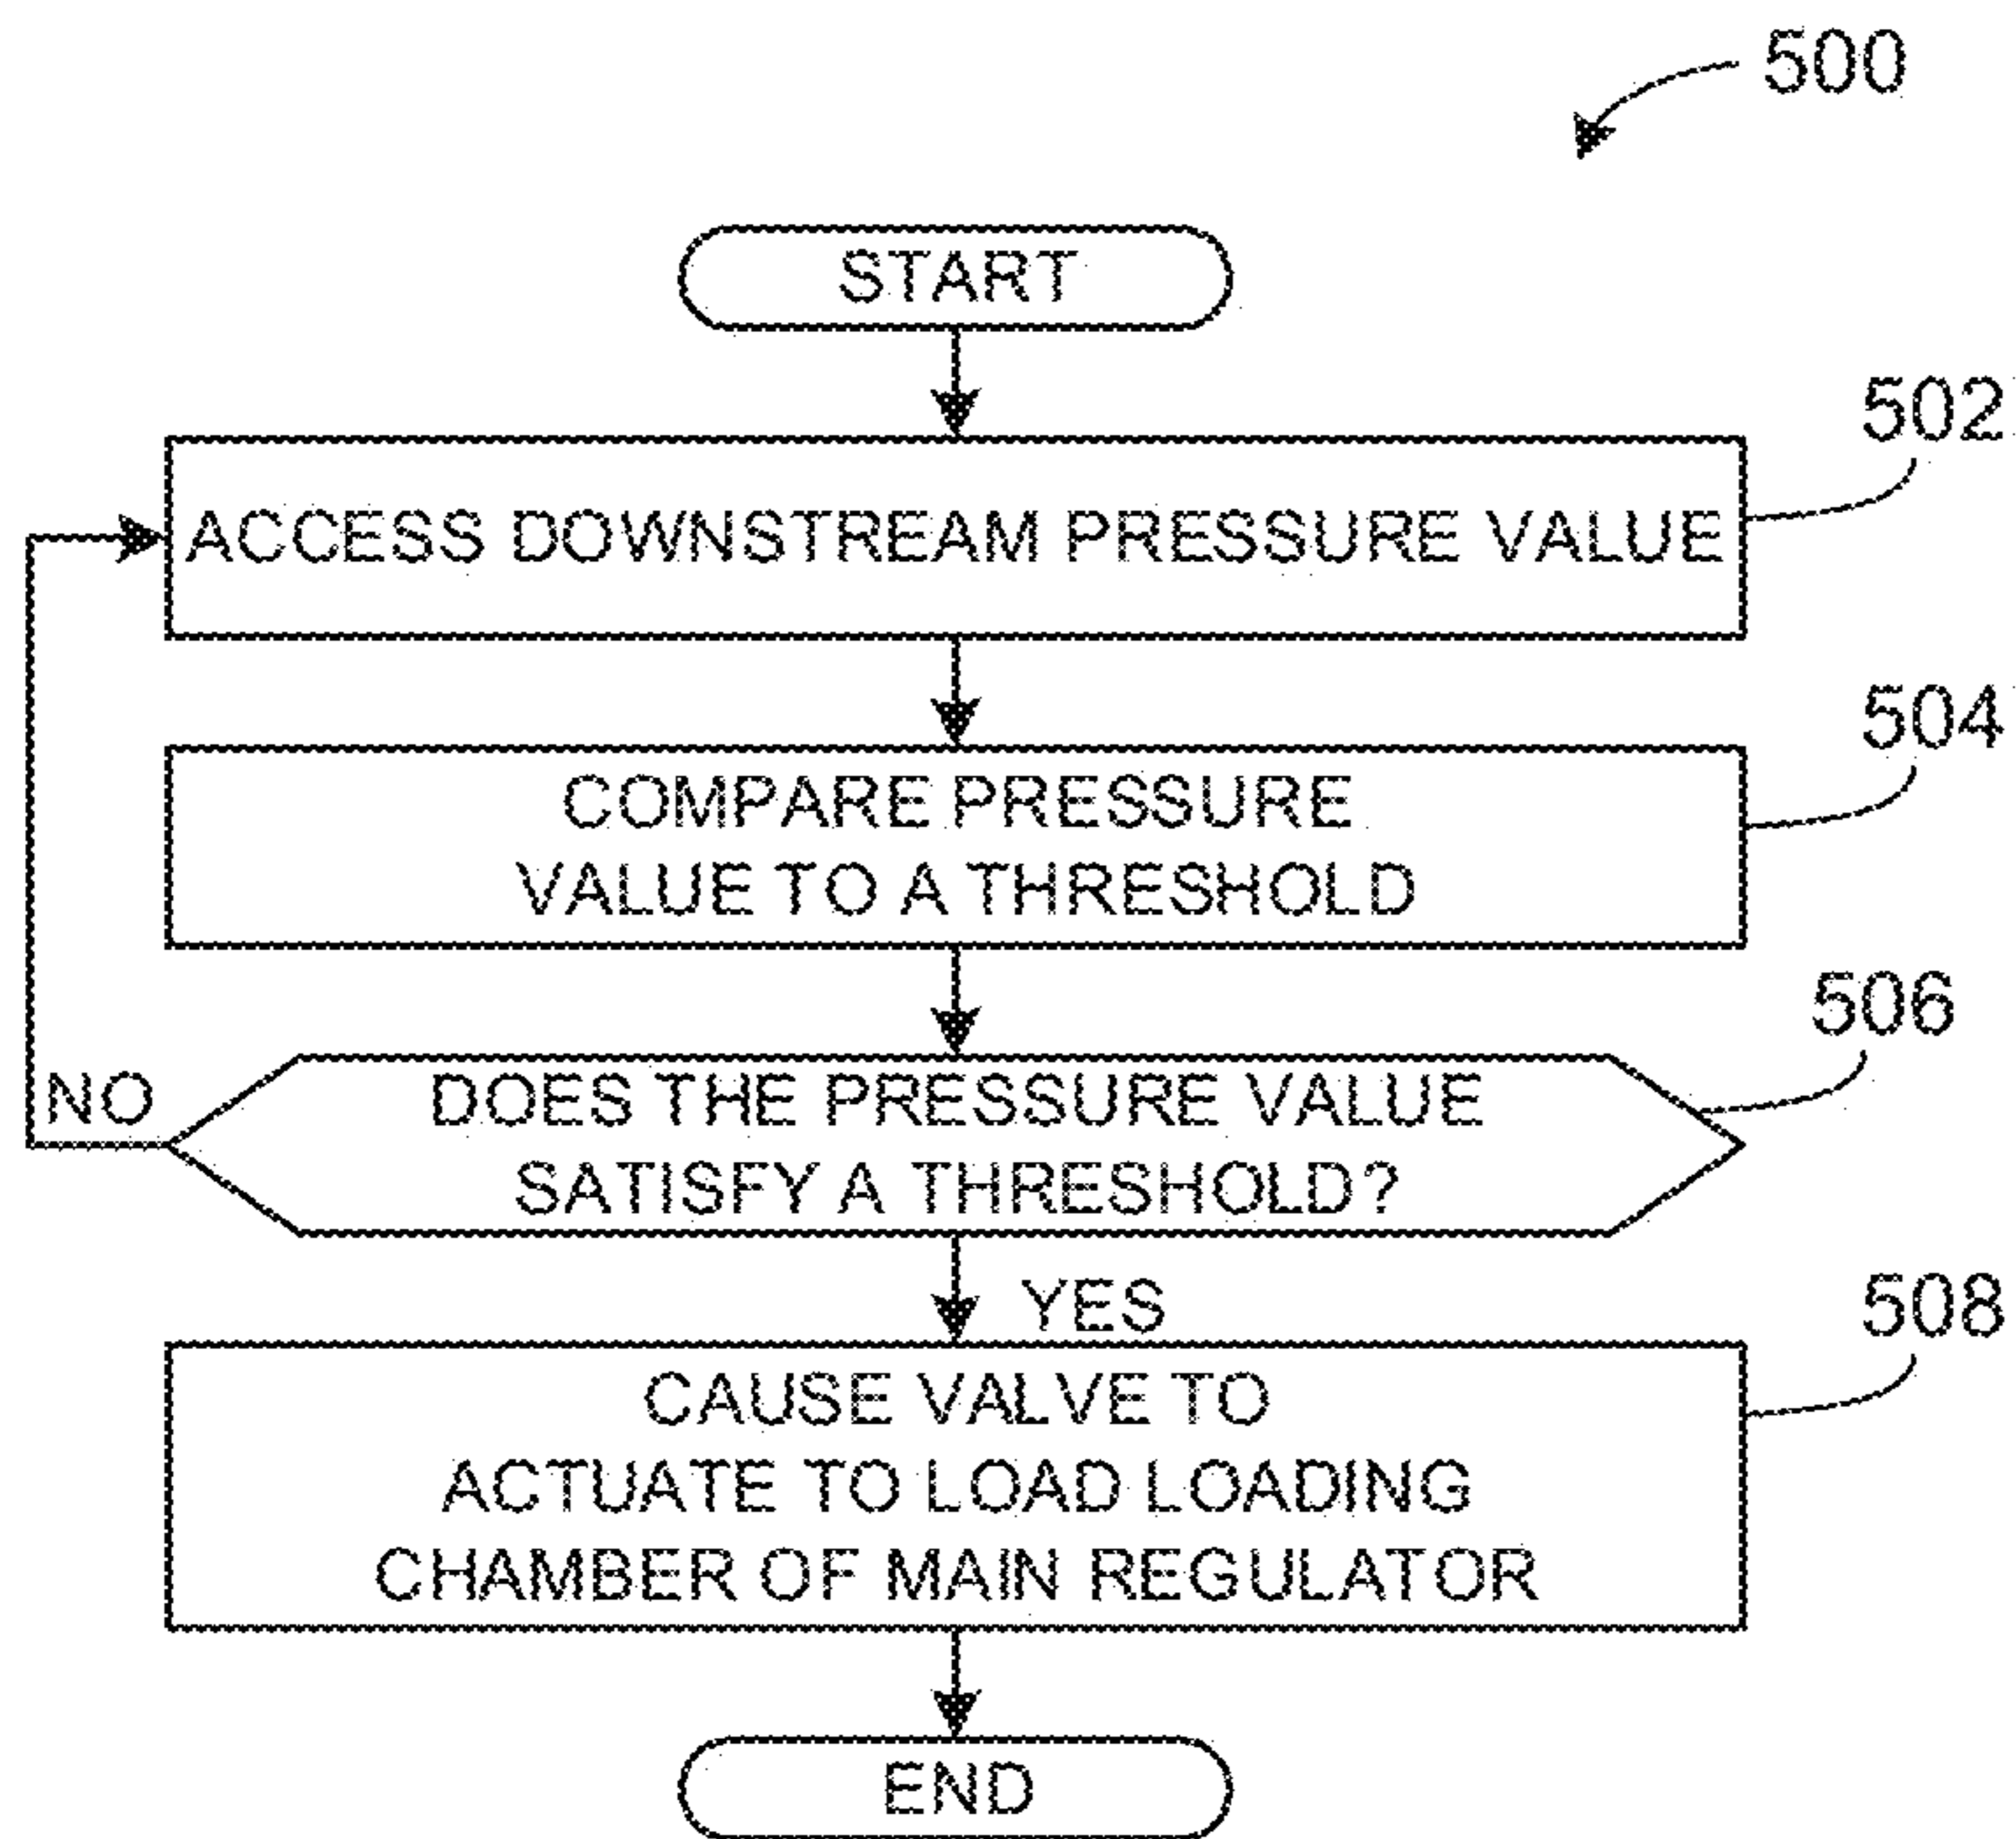 500
START
502
ACCESS DOWNSTREAM PRESSURE VALUE
504
COMPARE PRESSURE
VALUE TO A THRESHOLD
506
DOES THE PRESSURE VALUE
SATISFY A THRESHOLD?
NO
YES
508
CAUSE VALVE TO
ACTUATE TO LOAD LOADING
CHAMBER OF MAIN REGULATOR
END